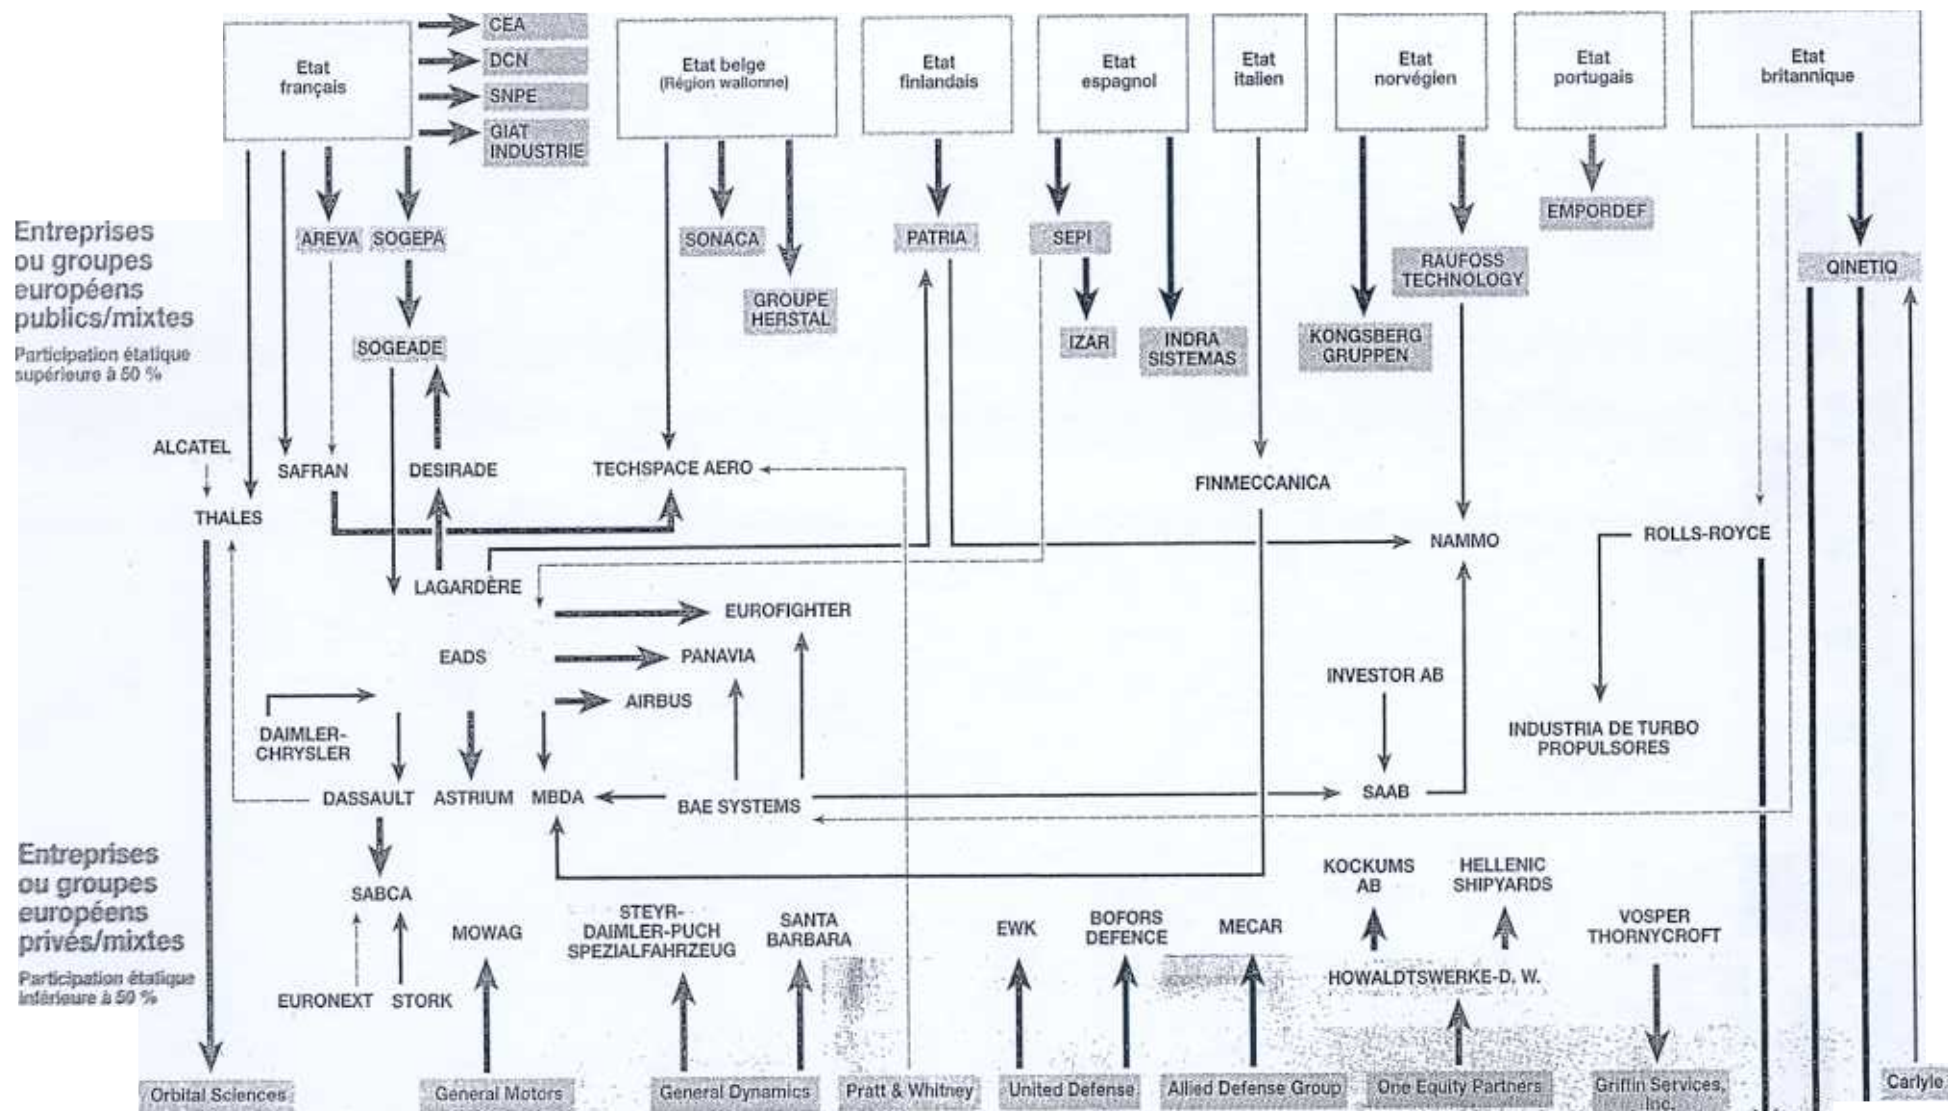 CEA
DCN
SNPE
GIAT
INDUSTRIE
Etat
français
Etat belge
(Région wallonne)
Etat
finlandais
Etat
espagnol
Etat
italien
Etat
norvégien
Etat
portugais
Etat
britannique
Entreprises
ou groupes
européens
publics/mixtes
Participation étatique
supérieure à 50 %
AREVA
SOGEPA
SONACA
GROUPE
HERSTAL
PATRIA
SEPI
IZAR
INDRA
SISTEMAS
KONGSBERG
GRUPPEN
RAUFOSS
TECHNOLOGY
EMPORDEF
QINETIQ
SOGEADE
ALCATEL
SAFRAN
DESIRADE
TECHSPACE AERO
FINMECCANICA
THALES
NAMMO
ROLLS-ROYCE
LAGARDÈRE
EUROFIGHTER
EADS
PANAVIA
AIRBUS
INVESTOR AB
DAIMLER-
CHRYSLER
INDUSTRIA DE TURBO
PROPULSORES
DASSAULT
ASTRIUM
MBDA
BAE SYSTEMS
SAAB
Entreprises
ou groupes
européens
privés/mixtes
Participation étatique
inférieure à 50 %
SABCA
EURONEXT
STORK
MOWAG
STEYR-
DAIMLER-PUCH
SPEZIALFAHRZEUG
SANTA
BARBARA
EWK
BOFORS
DEFENCE
MECAR
KOCKUMS
AB
HELLENIC
SHIPYARDS
HOWALDTSWERKE-D. W.
VOSPER
THORNYCROFT
Orbital Sciences
General Motors
General Dynamics
Pratt & Whitney
United Defense
Allied Defense Group
One Equity Partners
Griffin Services,
Inc.
Carlyle